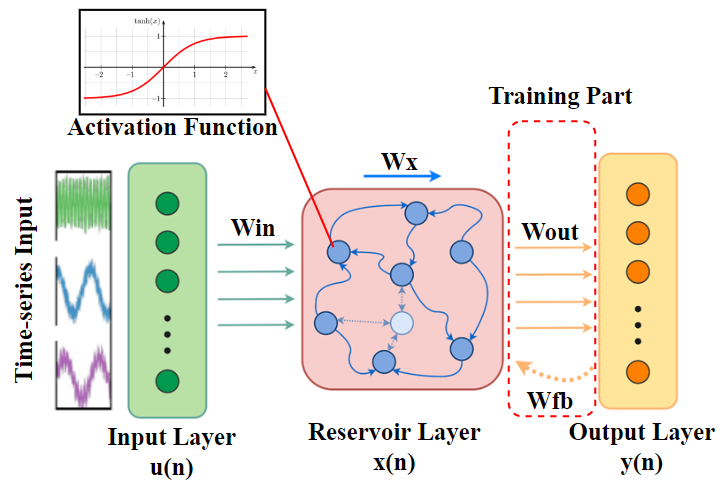 tanh(x)
1
−2
−1
1
2
x
−1
Activation Function
Training Part
Time-series Input
Win
Wx
Wout
Wfb
Input Layer
u(n)
Reservoir Layer
x(n)
Output Layer
y(n)